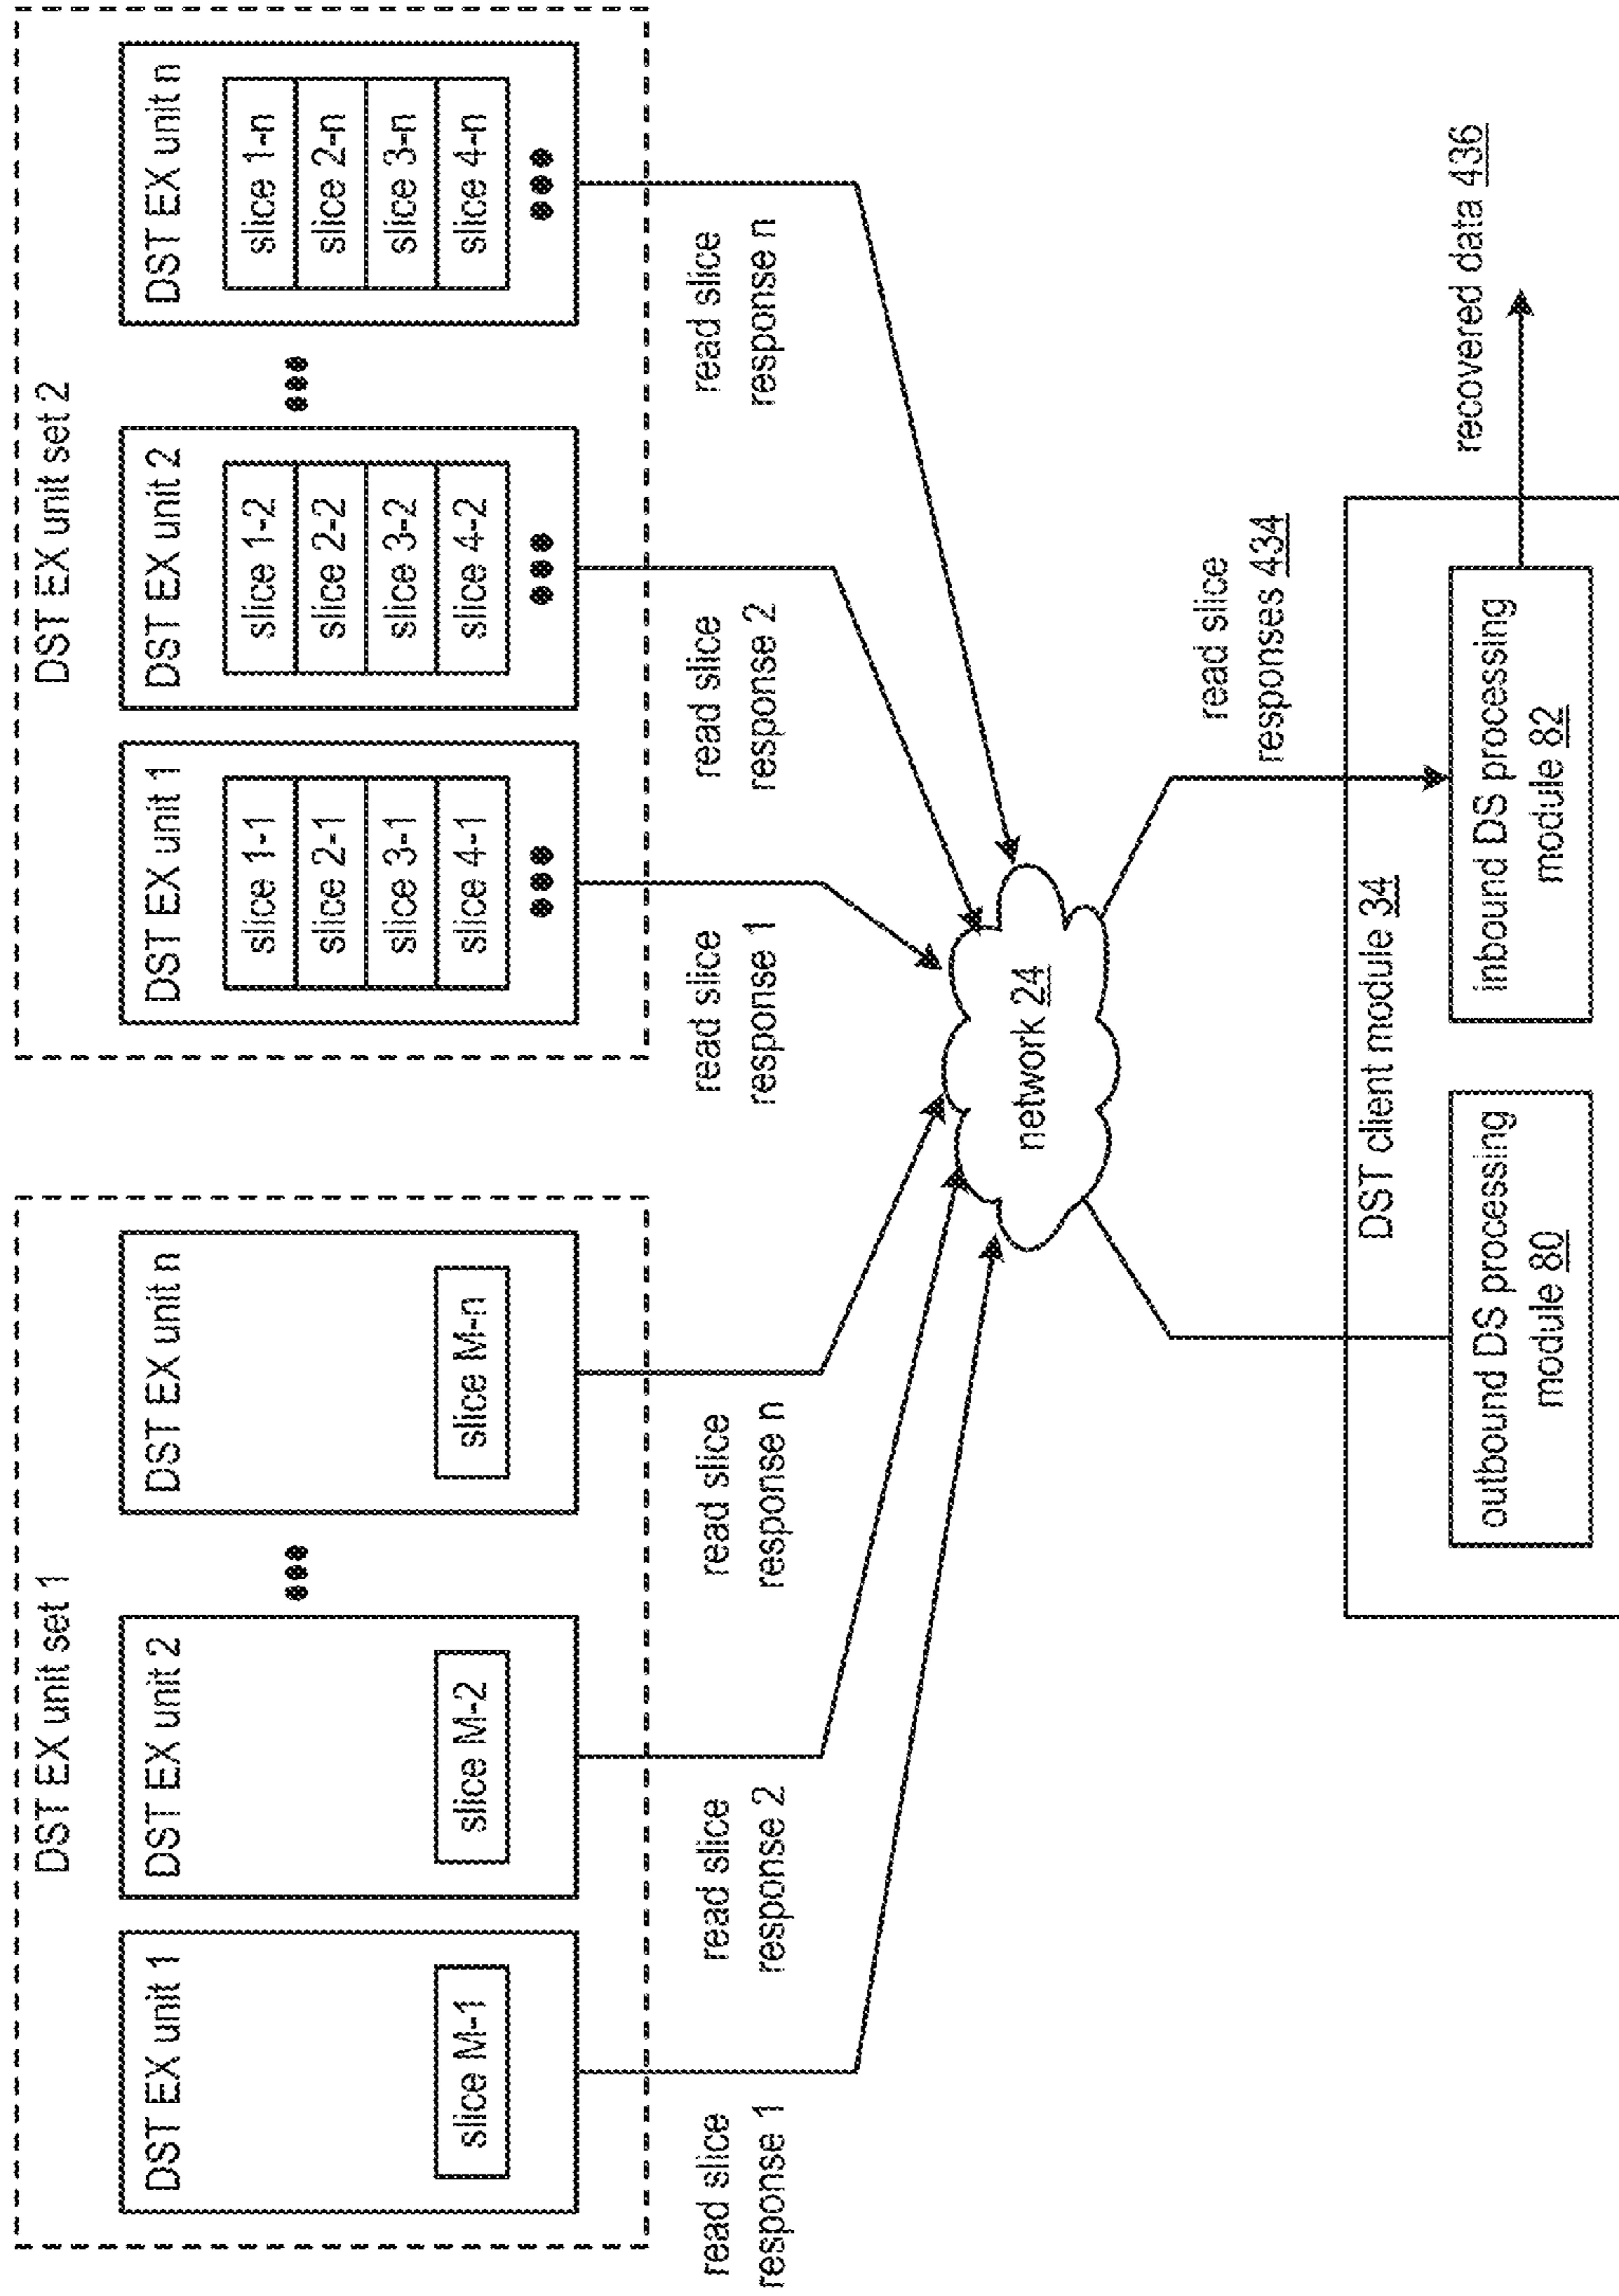 DST EX unit set 1
DST EX unit 1
slice M-1
DST EX unit 2
slice M-2
DST EX unit n
slice M-n
read slice
response 1
read slice
response 2
read slice
response n
DST EX unit set 2
DST EX unit 1
slice 1-1
slice 2-1
slice 3-1
slice 4-1
DST EX unit 2
slice 1-2
slice 2-2
slice 3-2
slice 4-2
DST EX unit n
slice 1-n
slice 2-n
slice 3-n
slice 4-n
read slice
response 1
read slice
response 2
read slice
response n
network 24
read slice
responses 434
DST client module 34
outbound DS processing
module 80
inbound DS processing
module 82
recovered data 436